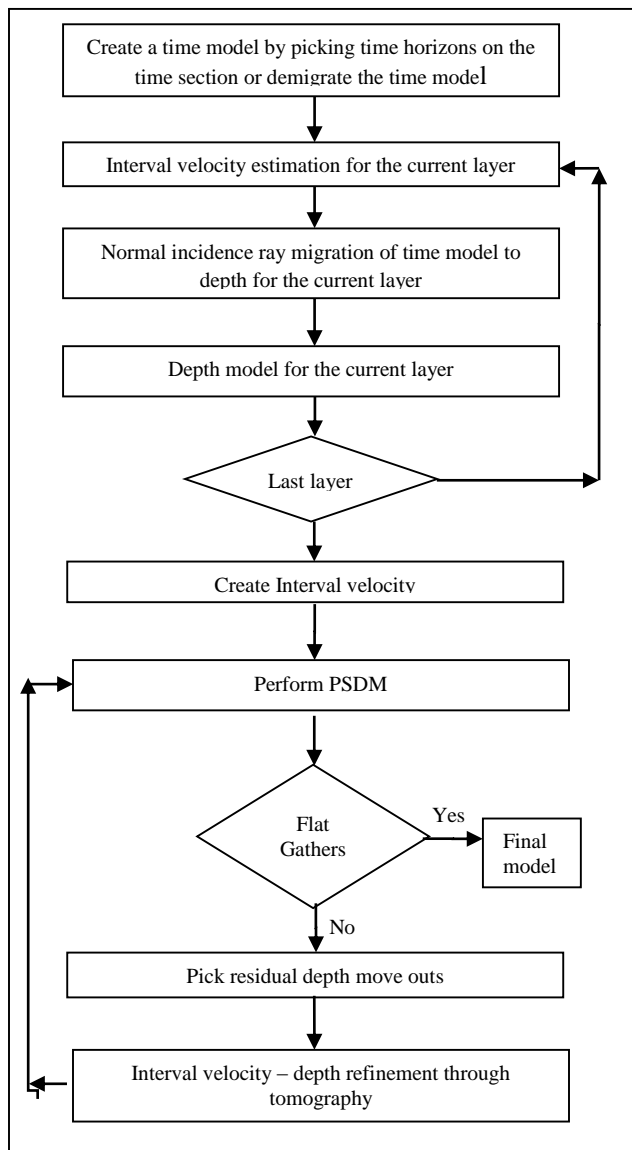 Create a time model by picking time horizons on
the time section or demigrate the time model
Interval velocity estimation for the current layer
Normal incidence ray migration of time model to
depth for the current layer
Depth model for the current layer
Last layer
Create Interval velocity
Perform PSDM
Flat
Gathers
Yes
Final
model
No
Pick residual depth move outs
Interval velocity – depth refinement through
tomography